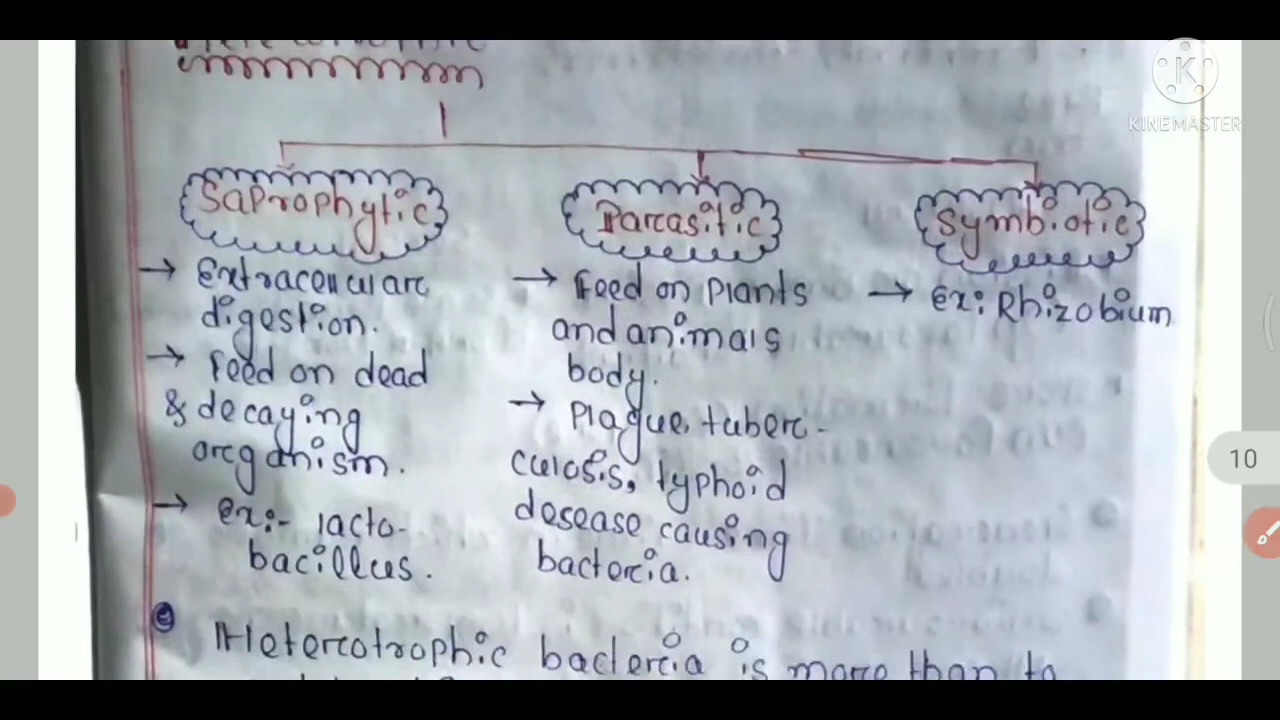 KINEMASTER
Saprophytic
Extracellular
digestion.
Feed on dead
& decaying
organism.
ex:- lacto-
bacillus.
Parasitic
Feed on plants
and animals
body.
Plague, tuberc-
culosis, typhoid
desease causing
bacteria.
Symbiotic
ex: Rhizobium
10
Heterotrophic bacteria is more than to